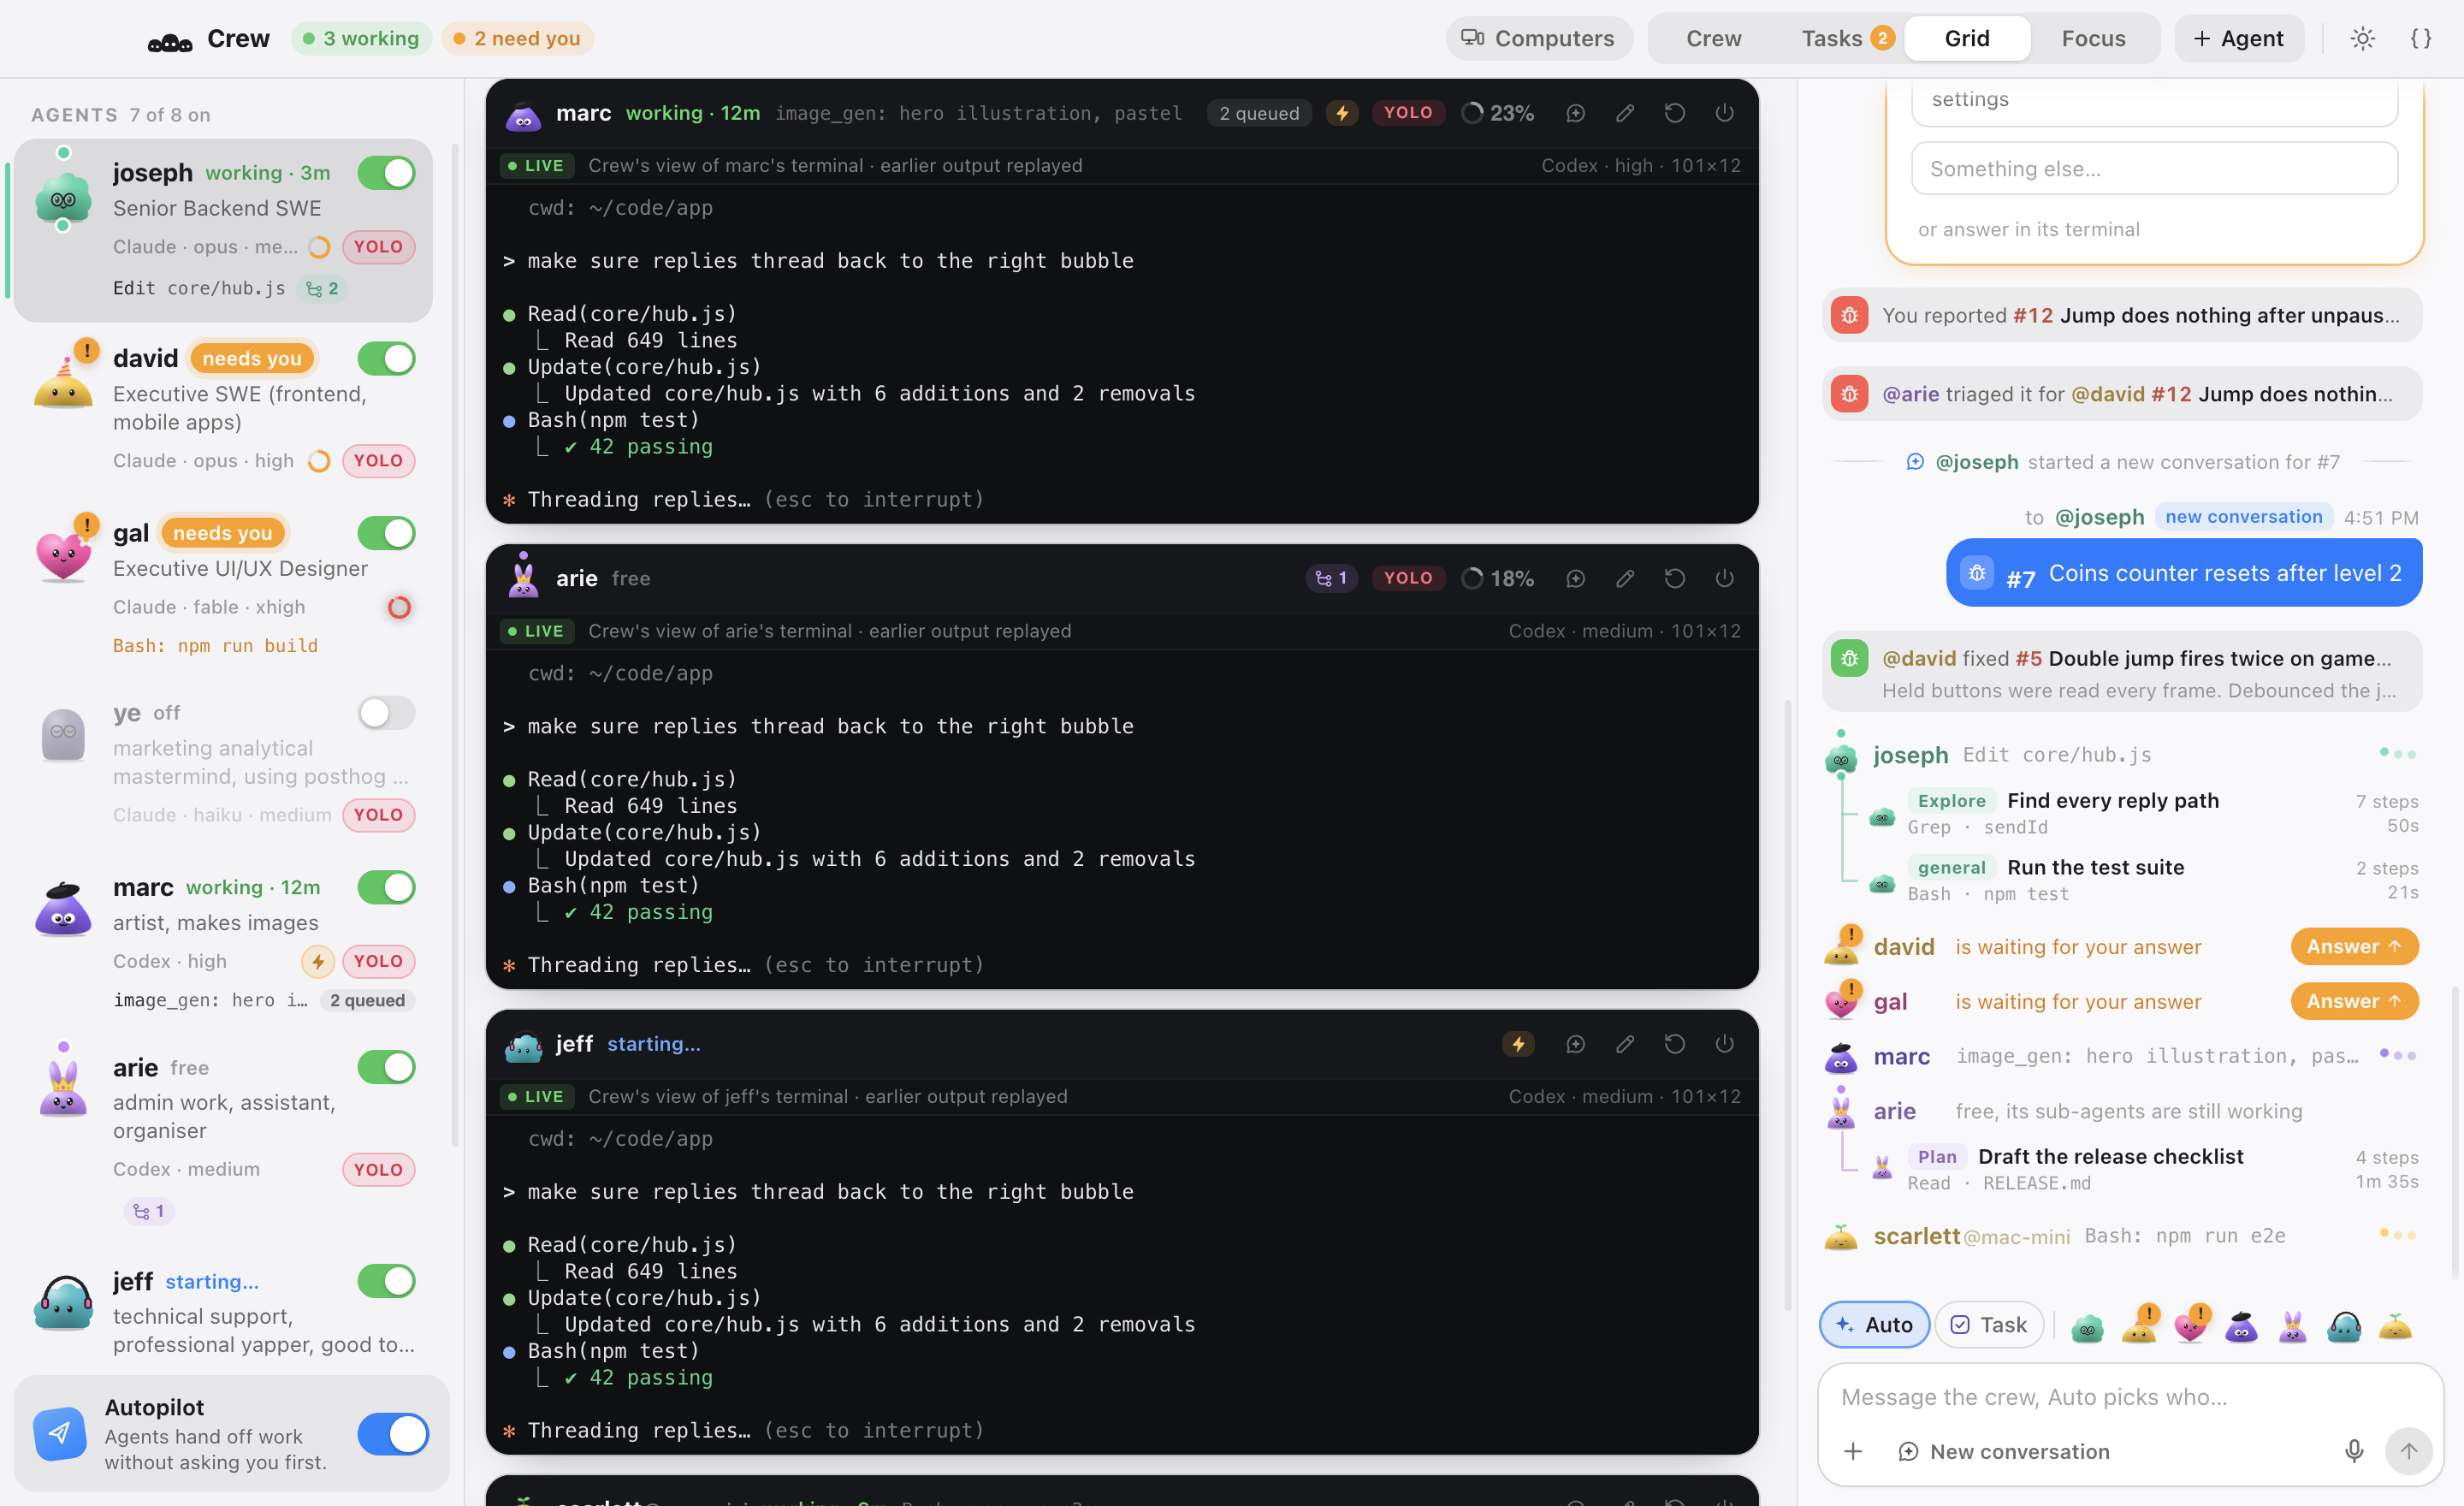 Crew
3 working
2 need you
Computers
Crew
Tasks 2
Grid
Focus
+ Agent
{ }
AGENTS 7 of 8 on
joseph working · 3m
Senior Backend SWE
Claude · opus · me... YOLO
Edit core/hub.js 2
! david needs you
Executive SWE (frontend,
mobile apps)
Claude · opus · high YOLO
! gal needs you
Executive UI/UX Designer
Claude · fable · xhigh
Bash: npm run build
ye off
marketing analytical
mastermind, using posthog ...
Claude · haiku · medium YOLO
marc working · 12m
artist, makes images
Codex · high YOLO
image_gen: hero i… 2 queued
arie free
admin work, assistant,
organiser
Codex · medium YOLO
1
jeff starting...
technical support,
professional yapper, good to...
Autopilot
Agents hand off work
without asking you first.
marc working · 12m image_gen: hero illustration, pastel 2 queued YOLO 23%
LIVE Crew's view of marc's terminal · earlier output replayed Codex · high · 101×12
cwd: ~/code/app
> make sure replies thread back to the right bubble
● Read(core/hub.js)
⎿ Read 649 lines
● Update(core/hub.js)
⎿ Updated core/hub.js with 6 additions and 2 removals
● Bash(npm test)
⎿ ✔ 42 passing
✻ Threading replies… (esc to interrupt)
arie free 1 YOLO 18%
LIVE Crew's view of arie's terminal · earlier output replayed Codex · medium · 101×12
cwd: ~/code/app
> make sure replies thread back to the right bubble
● Read(core/hub.js)
⎿ Read 649 lines
● Update(core/hub.js)
⎿ Updated core/hub.js with 6 additions and 2 removals
● Bash(npm test)
⎿ ✔ 42 passing
✻ Threading replies… (esc to interrupt)
jeff starting...
LIVE Crew's view of jeff's terminal · earlier output replayed Codex · medium · 101×12
cwd: ~/code/app
> make sure replies thread back to the right bubble
● Read(core/hub.js)
⎿ Read 649 lines
● Update(core/hub.js)
⎿ Updated core/hub.js with 6 additions and 2 removals
● Bash(npm test)
⎿ ✔ 42 passing
✻ Threading replies… (esc to interrupt)
settings
Something else...
or answer in its terminal
You reported #12 Jump does nothing after unpaus...
@arie triaged it for @david #12 Jump does nothin...
@joseph started a new conversation for #7
to @joseph new conversation 4:51 PM
#7 Coins counter resets after level 2
@david fixed #5 Double jump fires twice on game...
Held buttons were read every frame. Debounced the j...
joseph Edit core/hub.js
Explore Find every reply path 7 steps
Grep · sendId 50s
general Run the test suite 2 steps
Bash · npm test 21s
! david is waiting for your answer Answer ↑
! gal is waiting for your answer Answer ↑
marc image_gen: hero illustration, pas…
arie free, its sub-agents are still working
Plan Draft the release checklist 4 steps
Read · RELEASE.md 1m 35s
scarlett@mac-mini Bash: npm run e2e
Auto
Task
! !
Message the crew, Auto picks who...
+ New conversation